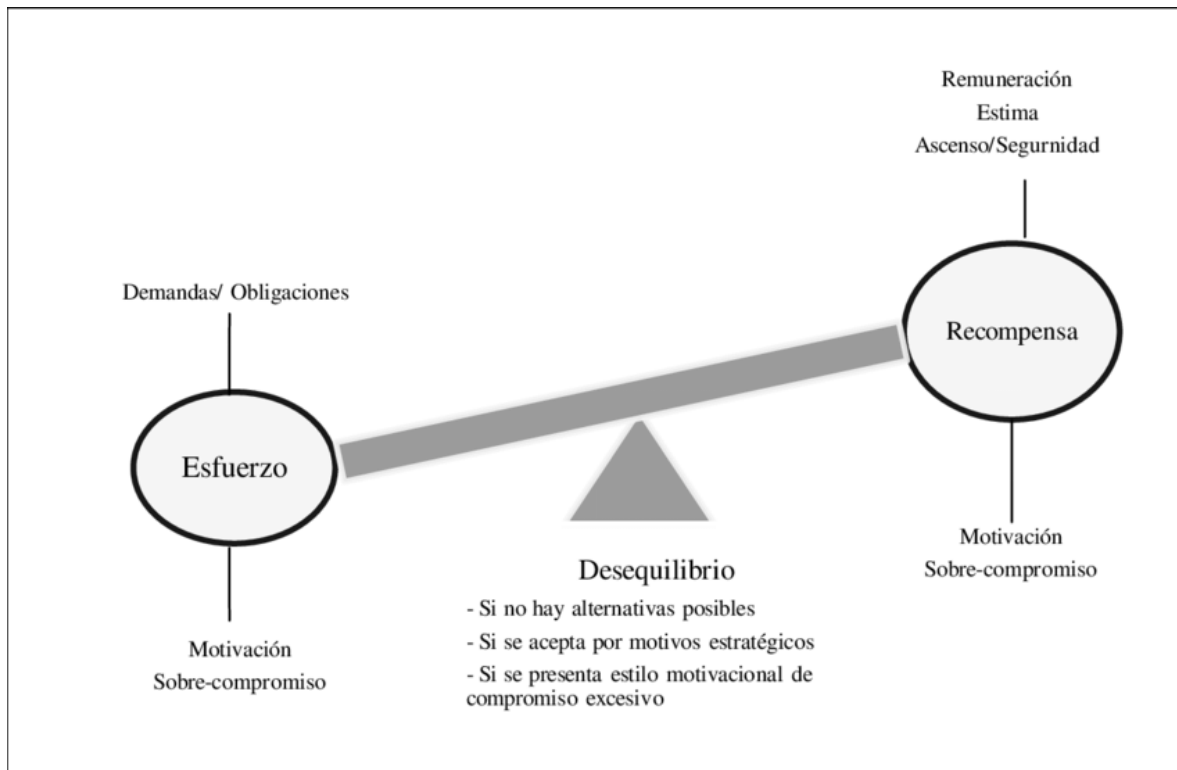 Remuneración
Estima
Ascenso/Segurnidad
Demandas/ Obligaciones
Recompensa
Esfuerzo
Motivación
Sobre-compromiso
Desequilibrio
- Si no hay alternativas posibles
- Si se acepta por motivos estratégicos
- Si se presenta estilo motivacional de
compromiso excesivo
Motivación
Sobre-compromiso